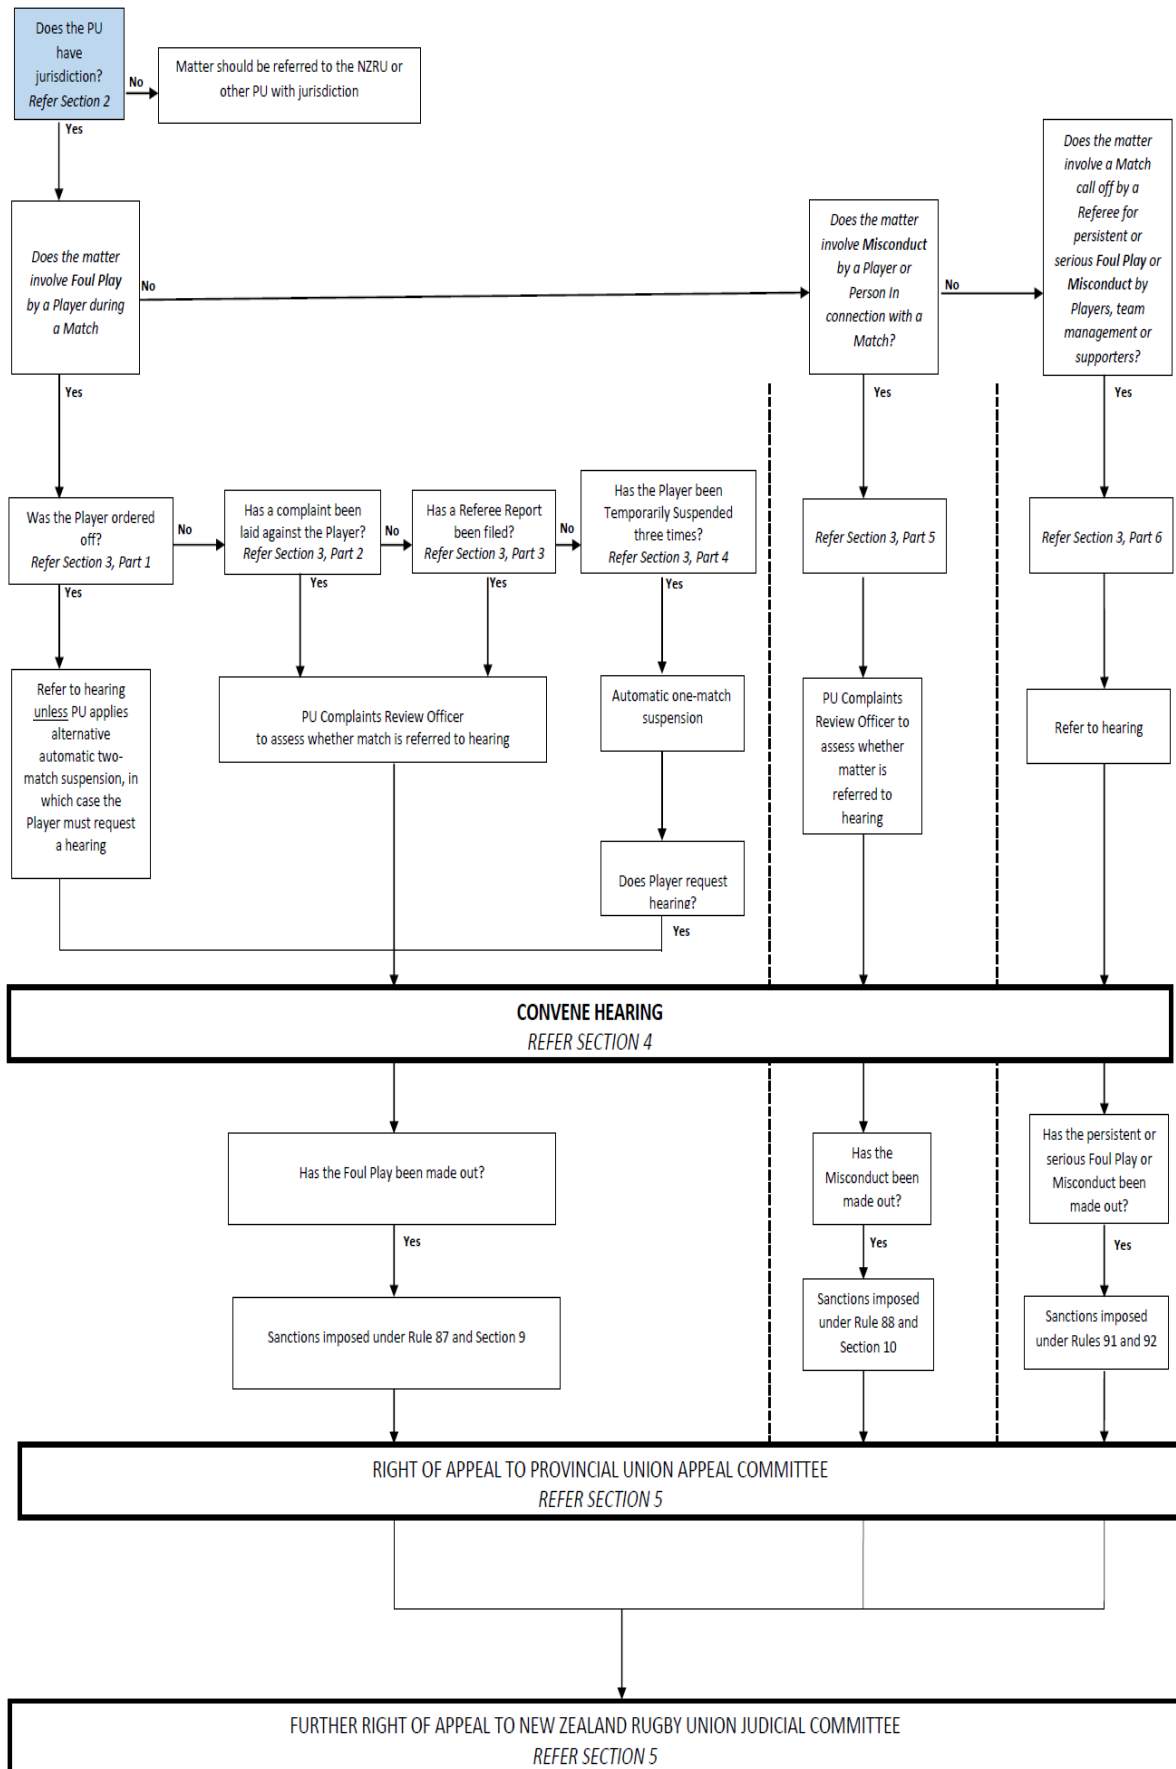 Does the PU
have
jurisdiction?
Refer Section 2
No
Matter should be referred to the NZRU or
other PU with jurisdiction
Yes
Does the matter
involve Foul Play
by a Player during
a Match
No
Does the matter
involve Misconduct
by a Player or
Person In
connection with a
Match?
No
Does the matter
involve a Match
call off by a
Referee for
persistent or
serious Foul Play or
Misconduct by
Players, team
management or
supporters?
Yes
Yes
Yes
Was the Player ordered
off?
Refer Section 3, Part 1
No
Has a complaint been
laid against the Player?
Refer Section 3, Part 2
No
Has a Referee Report
been filed?
Refer Section 3, Part 3
No
Has the Player been
Temporarily Suspended
three times?
Refer Section 3, Part 4
Refer Section 3, Part 5
Refer Section 3, Part 6
Yes
Yes
Yes
Yes
Refer to hearing
unless PU applies
alternative
automatic two-
match suspension, in
which case the
Player must request
a hearing
PU Complaints Review Officer
to assess whether match is referred to hearing
Automatic one-match
suspension
PU Complaints
Review Officer to
assess whether
matter is
referred to
hearing
Refer to hearing
Does Player request
hearing?
Yes
CONVENE HEARING
REFER SECTION 4
Has the Foul Play been made out?
Has the
Misconduct been
made out?
Has the persistent or
serious Foul Play or
Misconduct been
made out?
Yes
Yes
Yes
Sanctions imposed under Rule 87 and Section 9
Sanctions imposed
under Rule 88 and
Section 10
Sanctions imposed
under Rules 91 and 92
RIGHT OF APPEAL TO PROVINCIAL UNION APPEAL COMMITTEE
REFER SECTION 5
FURTHER RIGHT OF APPEAL TO NEW ZEALAND RUGBY UNION JUDICIAL COMMITTEE
REFER SECTION 5